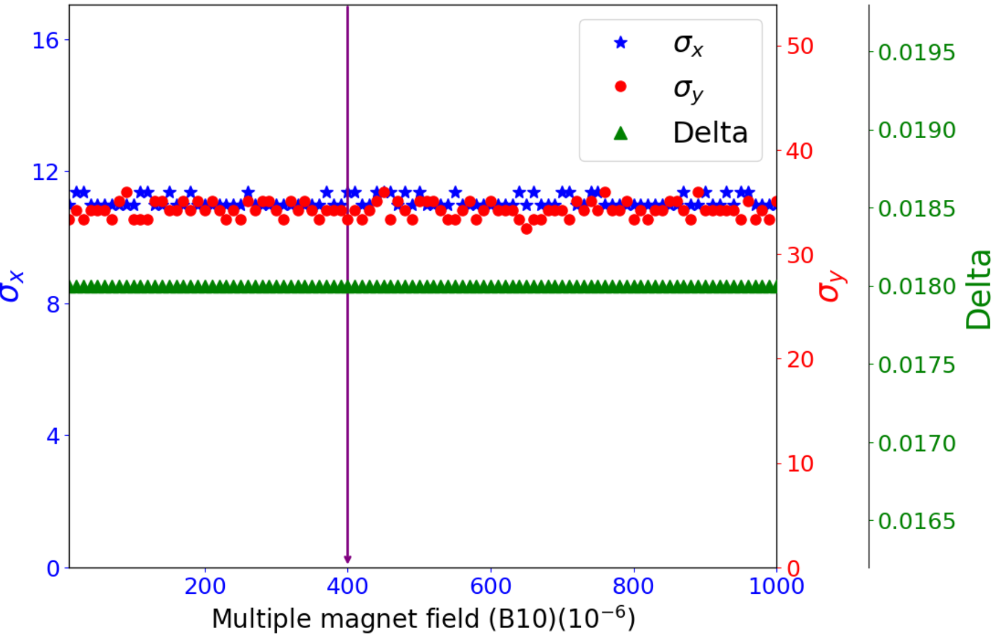 16
12
8
4
0
σx
σx
σy
Delta
50
40
30
20
10
0
σy
0.0195
0.0190
0.0185
0.0180
0.0175
0.0170
0.0165
Delta
200 400 600 800 1000
Multiple magnet field (B10)(10⁻⁶)